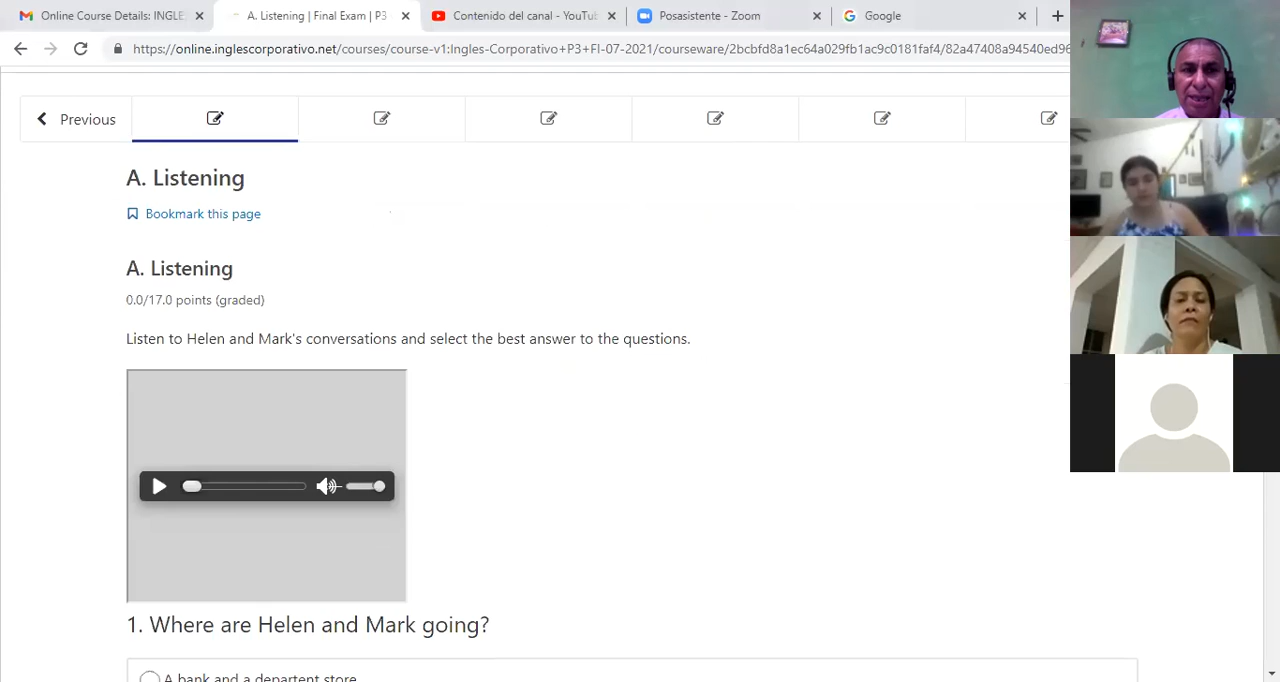 Online Course Details: INGLE
A. Listening | Final Exam | P3
Contenido del canal - YouTu
Posasistente - Zoom
Google
https://online.inglescorporativo.net/courses/course-v1:Ingles-Corporativo+P3+FI-07-2021/courseware/2bcbfd8a1ec64a029fb1ac9c0181faf4/82a47408a94540ed96
Previous
A. Listening
Bookmark this page
A. Listening
0.0/17.0 points (graded)
Listen to Helen and Mark's conversations and select the best answer to the questions.
1. Where are Helen and Mark going?
A bank and a departent store